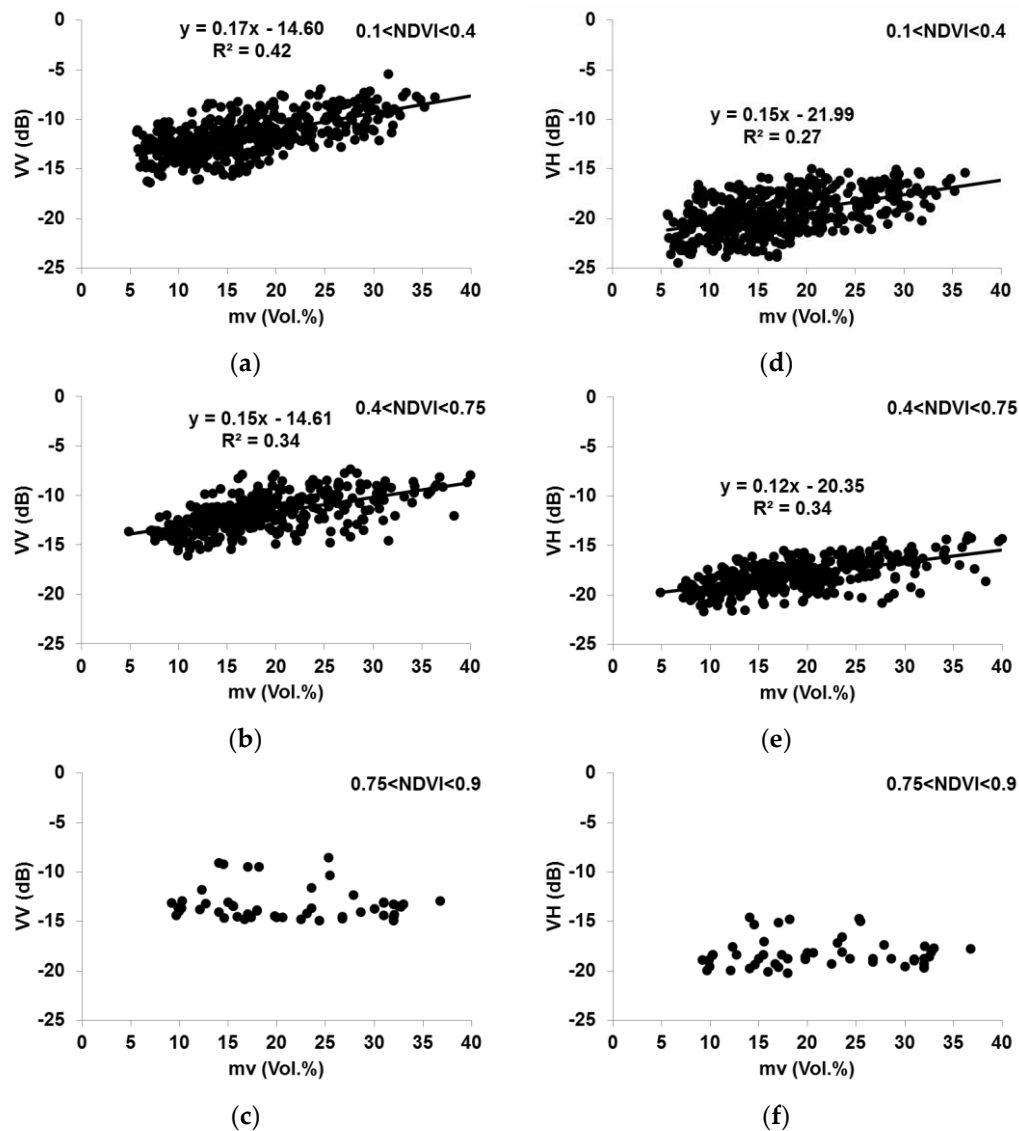 y = 0.17x - 14.60
R² = 0.42
0.1<NDVI<0.4
0
-5
-10
-15
-20
-25
VV (dB)
0 5 10 15 20 25 30 35 40
mv (Vol.%)
(a)
y = 0.15x - 21.99
R² = 0.27
0.1<NDVI<0.4
0
-5
-10
-15
-20
-25
VH (dB)
0 5 10 15 20 25 30 35 40
mv (Vol.%)
(d)
y = 0.15x - 14.61
R² = 0.34
0.4<NDVI<0.75
0
-5
-10
-15
-20
-25
VV (dB)
0 5 10 15 20 25 30 35 40
mv (Vol.%)
(b)
y = 0.12x - 20.35
R² = 0.34
0.4<NDVI<0.75
0
-5
-10
-15
-20
-25
VH (dB)
0 5 10 15 20 25 30 35 40
mv (Vol.%)
(e)
0.75<NDVI<0.9
0
-5
-10
-15
-20
-25
VV (dB)
0 5 10 15 20 25 30 35 40
mv (Vol.%)
(c)
0.75<NDVI<0.9
0
-5
-10
-15
-20
-25
VH (dB)
0 5 10 15 20 25 30 35 40
mv (Vol.%)
(f)